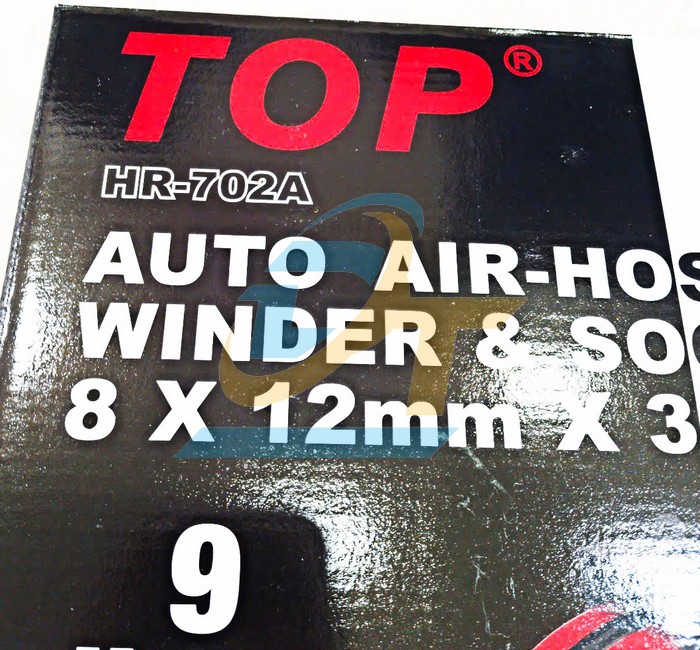 TOP®
HR-702A
AUTO AIR-HOS
WINDER & SO
8 X 12mm X 3
9